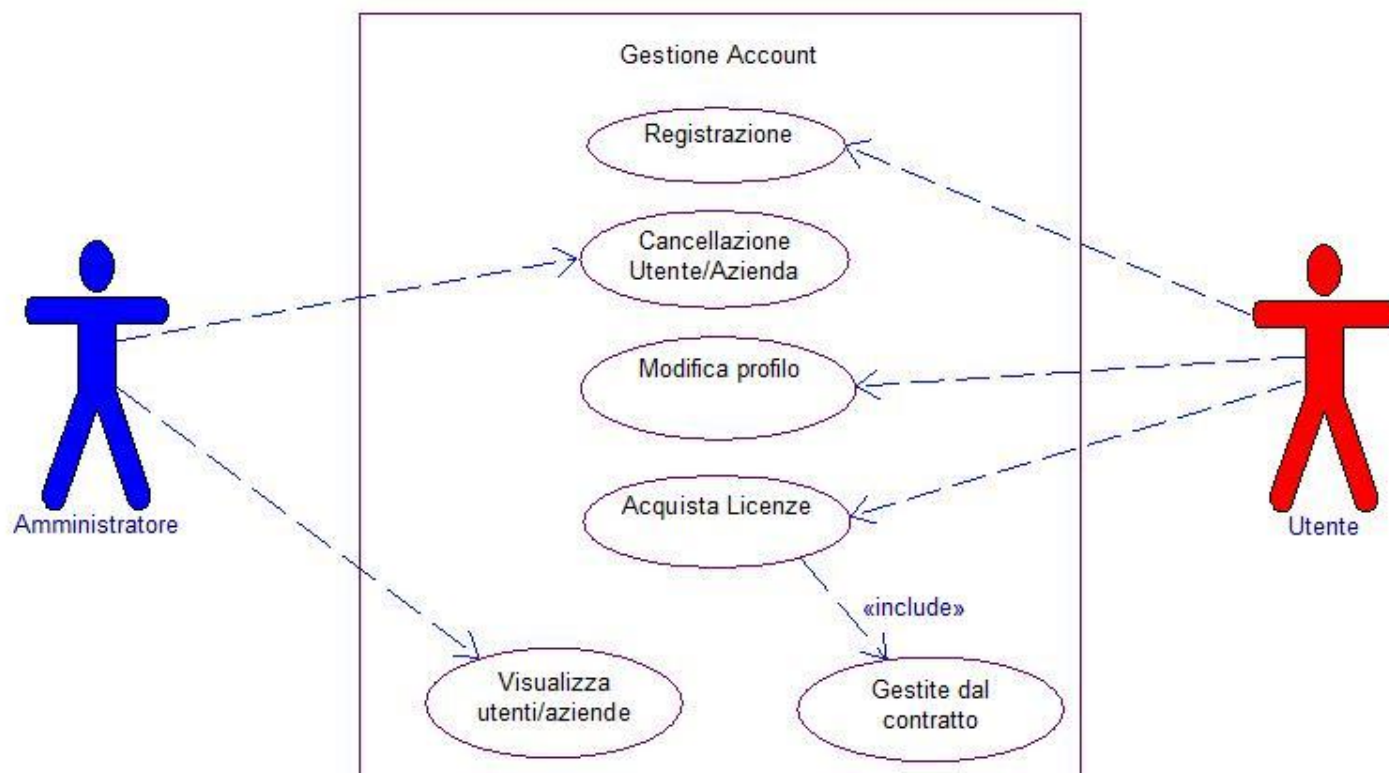 Gestione Account
Registrazione
Cancellazione
Utente/Azienda
Modifica profilo
Acquista Licenze
Amministratore
Utente
«include»
Visualizza
utenti/aziende
Gestite dal
contratto